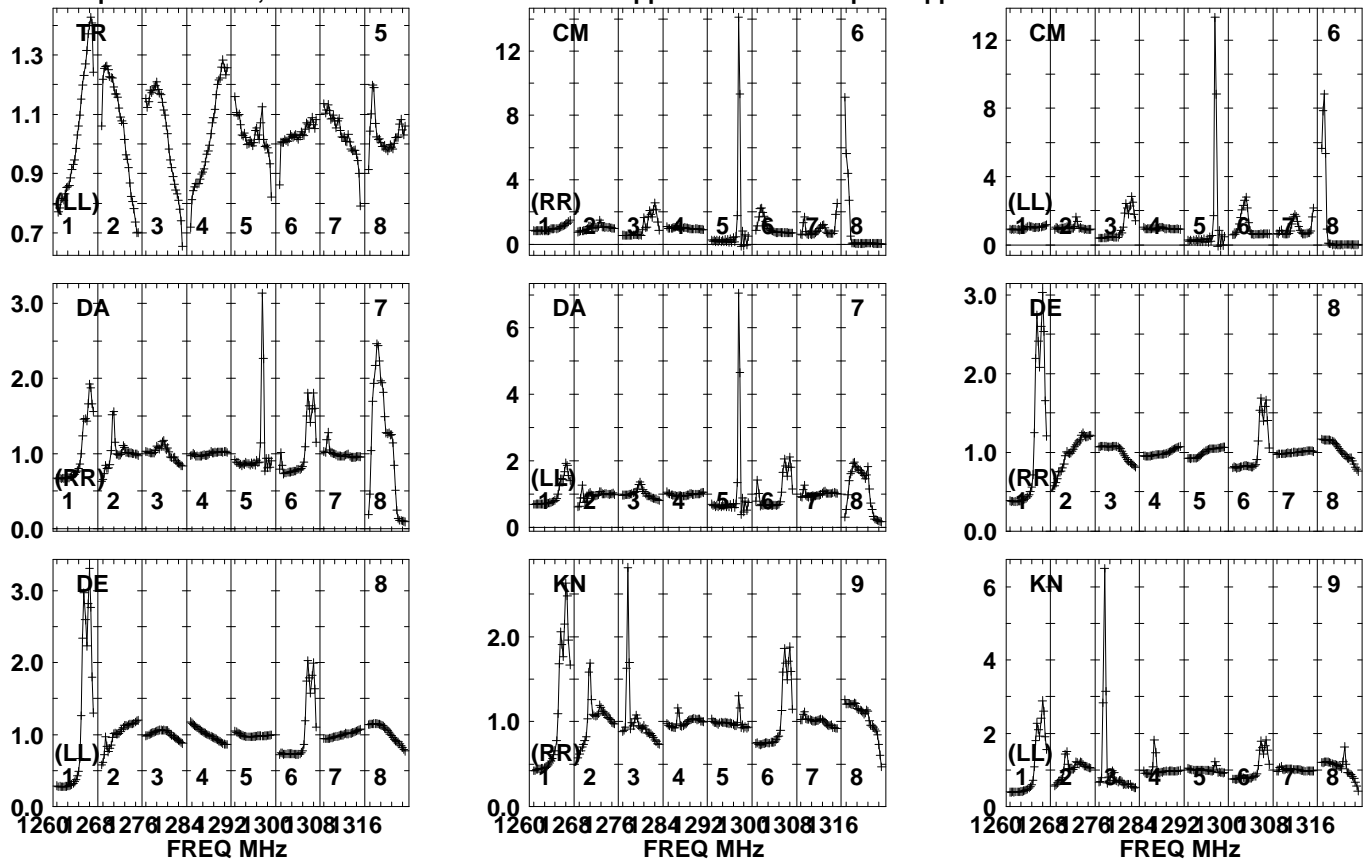 TR 5 CM 6 CM 6
1.3 12 12
1.1 8 8
0.9 4 4
0.7 0 0
(LL) (RR) (LL)
1 2 3 4 5 6 7 8 1 2 3 4 5 6 7 8 1 2 3 4 5 6 7 8
DA 7 DA 7 DE 8
3.0 6 3.0
2.0 4 2.0
1.0 2 1.0
0.0 0 0.0
(RR) (LL) (RR)
1 2 3 4 5 6 7 8 1 2 3 4 5 6 7 8 1 2 3 4 5 6 7 8
DE 8 KN 9 KN 9
3.0 2.0 6
2.0 1.0 4
1.0 0.0 2
0.0 0
(LL) (RR) (LL)
1 2 3 4 5 6 7 8 1 2 3 4 5 6 7 8 1 2 3 4 5 6 7 8
1260 1268 1276 1284 1292 1300 1308 1316 1260 1268 1276 1284 1292 1300 1308 1316 1260 1268 1276 1284 1292 1300 1308 1316
FREQ MHz FREQ MHz FREQ MHz